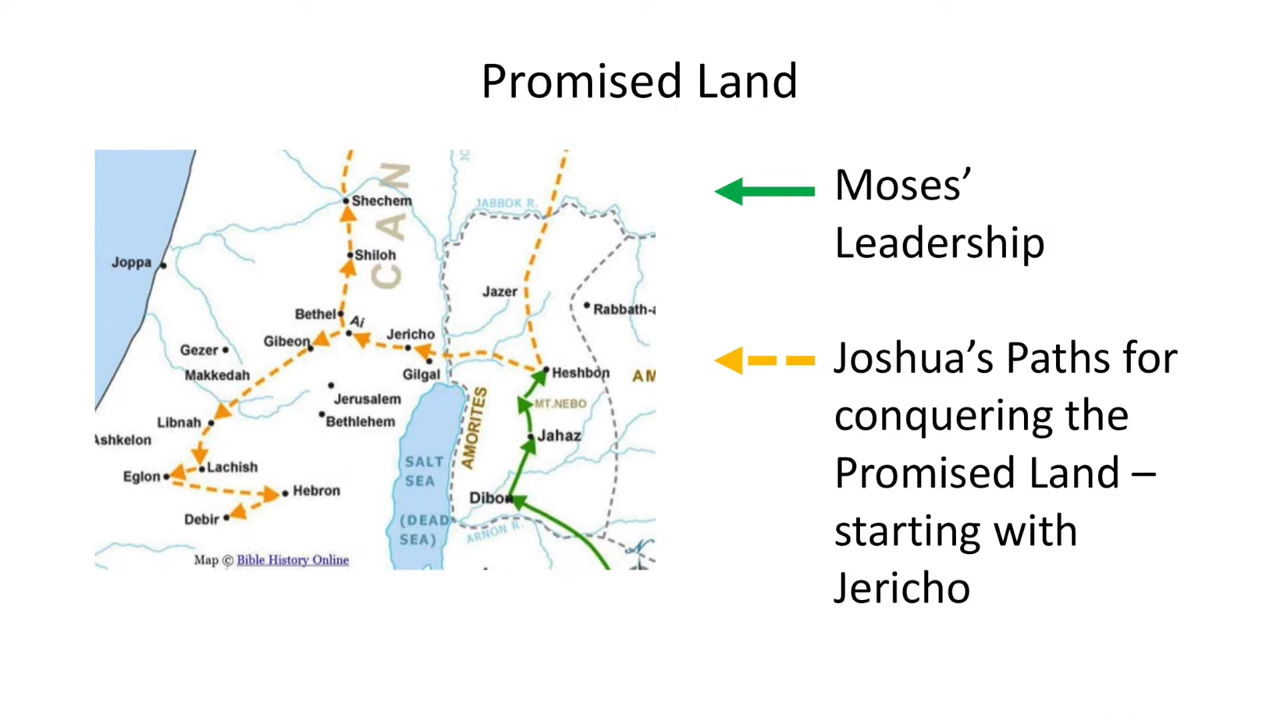 Promised Land
CAN
JO
Shechem
JABBOK R.
Shiloh
Joppa
Jazer
Rabbath-a
Bethel
Ai
Gibeon
Jericho
Gezer
Makkedah
Gilgal
Heshbon
AM
Jerusalem
MT.NEBO
Bethlehem
Libnah
AMORITES
Jahaz
Ashkelon
Lachish
SALT
SEA
Eglon
Hebron
Dibon
Debir
(DEAD
SEA)
ARNON R.
Map © Bible History Online
Moses’
Leadership
Joshua’s Paths for
conquering the
Promised Land –
starting with
Jericho